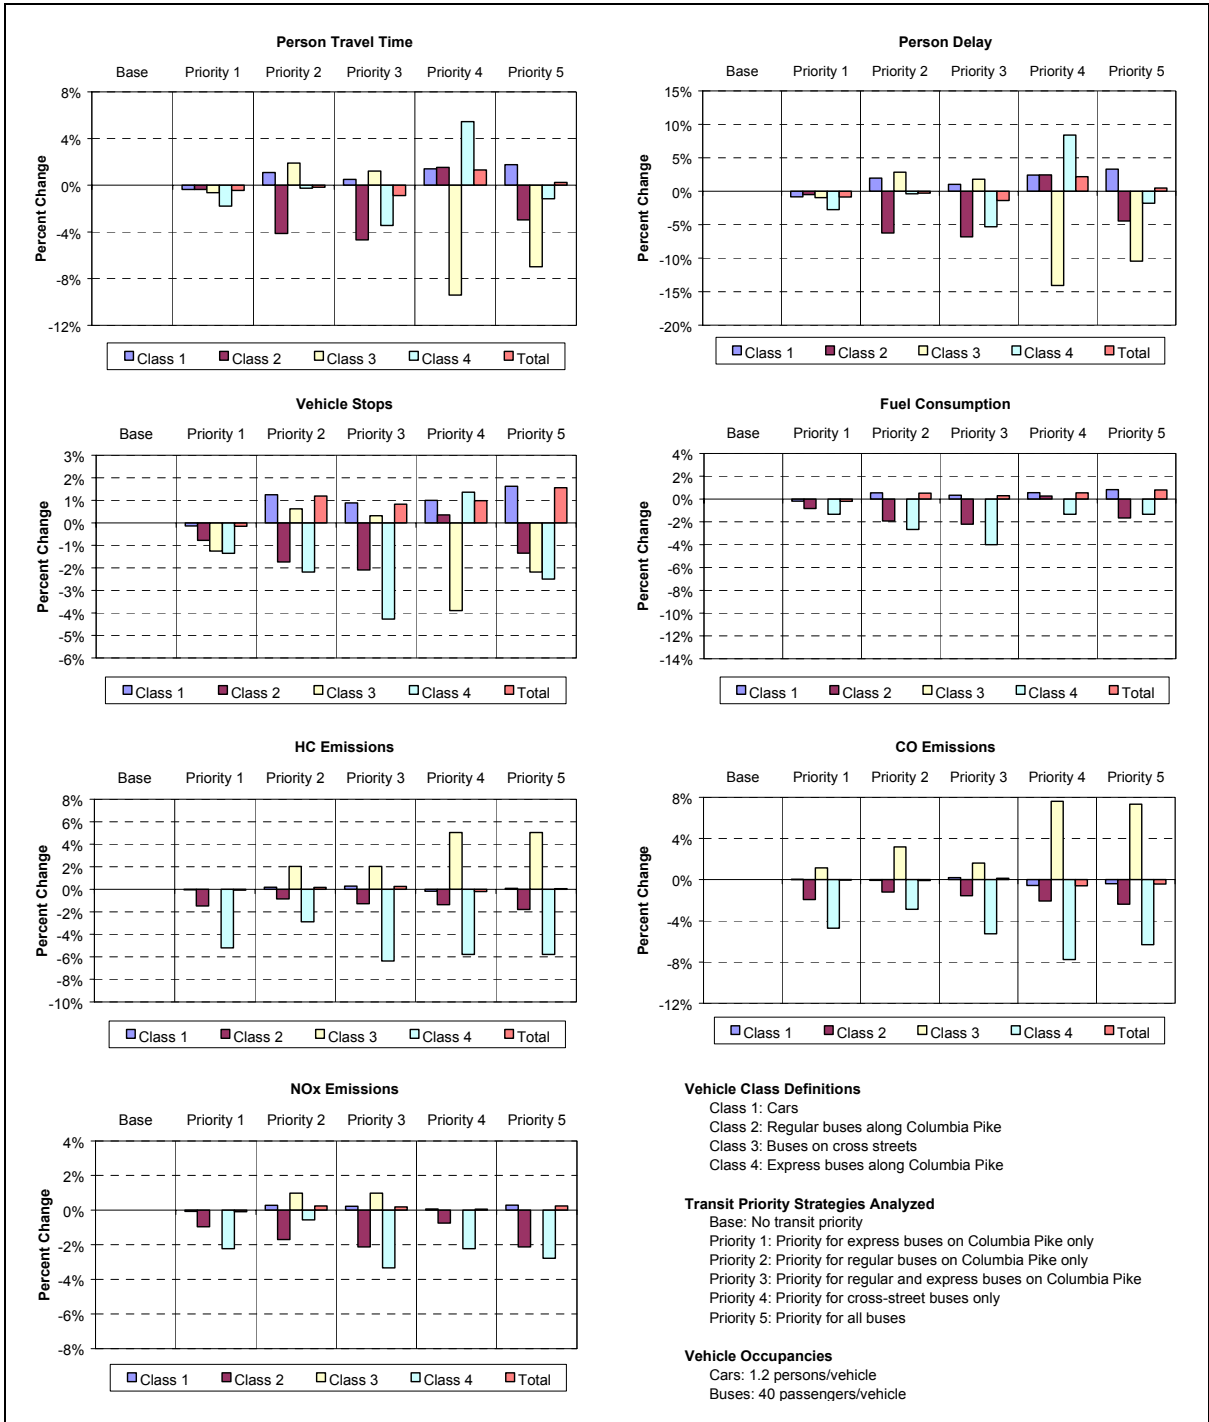 Person Travel Time
Base Priority 1 Priority 2 Priority 3 Priority 4 Priority 5
8%
4%
0%
-4%
-8%
-12%
Percent Change
Class 1 Class 2 Class 3 Class 4 Total
Person Delay
Base Priority 1 Priority 2 Priority 3 Priority 4 Priority 5
15%
10%
5%
0%
-5%
-10%
-15%
-20%
Percent Change
Class 1 Class 2 Class 3 Class 4 Total
Vehicle Stops
Base Priority 1 Priority 2 Priority 3 Priority 4 Priority 5
3%
2%
1%
0%
-1%
-2%
-3%
-4%
-5%
-6%
Percent Change
Class 1 Class 2 Class 3 Class 4 Total
Fuel Consumption
Base Priority 1 Priority 2 Priority 3 Priority 4 Priority 5
4%
2%
0%
-2%
-4%
-6%
-8%
-10%
-12%
-14%
Percent Change
Class 1 Class 2 Class 3 Class 4 Total
HC Emissions
Base Priority 1 Priority 2 Priority 3 Priority 4 Priority 5
8%
6%
4%
2%
0%
-2%
-4%
-6%
-8%
-10%
Percent Change
Class 1 Class 2 Class 3 Class 4 Total
CO Emissions
Base Priority 1 Priority 2 Priority 3 Priority 4 Priority 5
8%
4%
0%
-4%
-8%
-12%
Percent Change
Class 1 Class 2 Class 3 Class 4 Total
NOx Emissions
Base Priority 1 Priority 2 Priority 3 Priority 4 Priority 5
4%
2%
0%
-2%
-4%
-6%
-8%
Percent Change
Class 1 Class 2 Class 3 Class 4 Total
Vehicle Class Definitions
Class 1: Cars
Class 2: Regular buses along Columbia Pike
Class 3: Buses on cross streets
Class 4: Express buses along Columbia Pike
Transit Priority Strategies Analyzed
Base: No transit priority
Priority 1: Priority for express buses on Columbia Pike only
Priority 2: Priority for regular buses on Columbia Pike only
Priority 3: Priority for regular and express buses on Columbia Pike
Priority 4: Priority for cross-street buses only
Priority 5: Priority for all buses
Vehicle Occupancies
Cars: 1.2 persons/vehicle
Buses: 40 passengers/vehicle